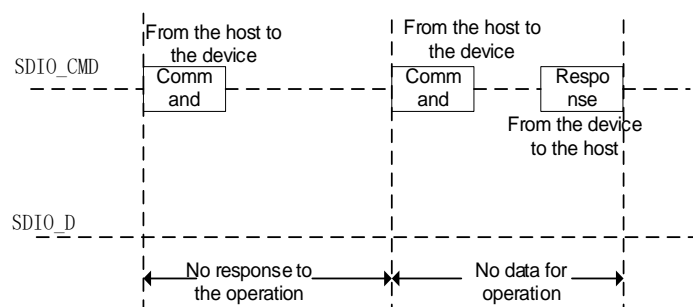 From the host to
the device
From the host to
the device
SDIO_CMD
Comm
and
Comm
and
Respo
nse
From the device
to the host
SDIO_D
No response to
the operation
No data for
operation